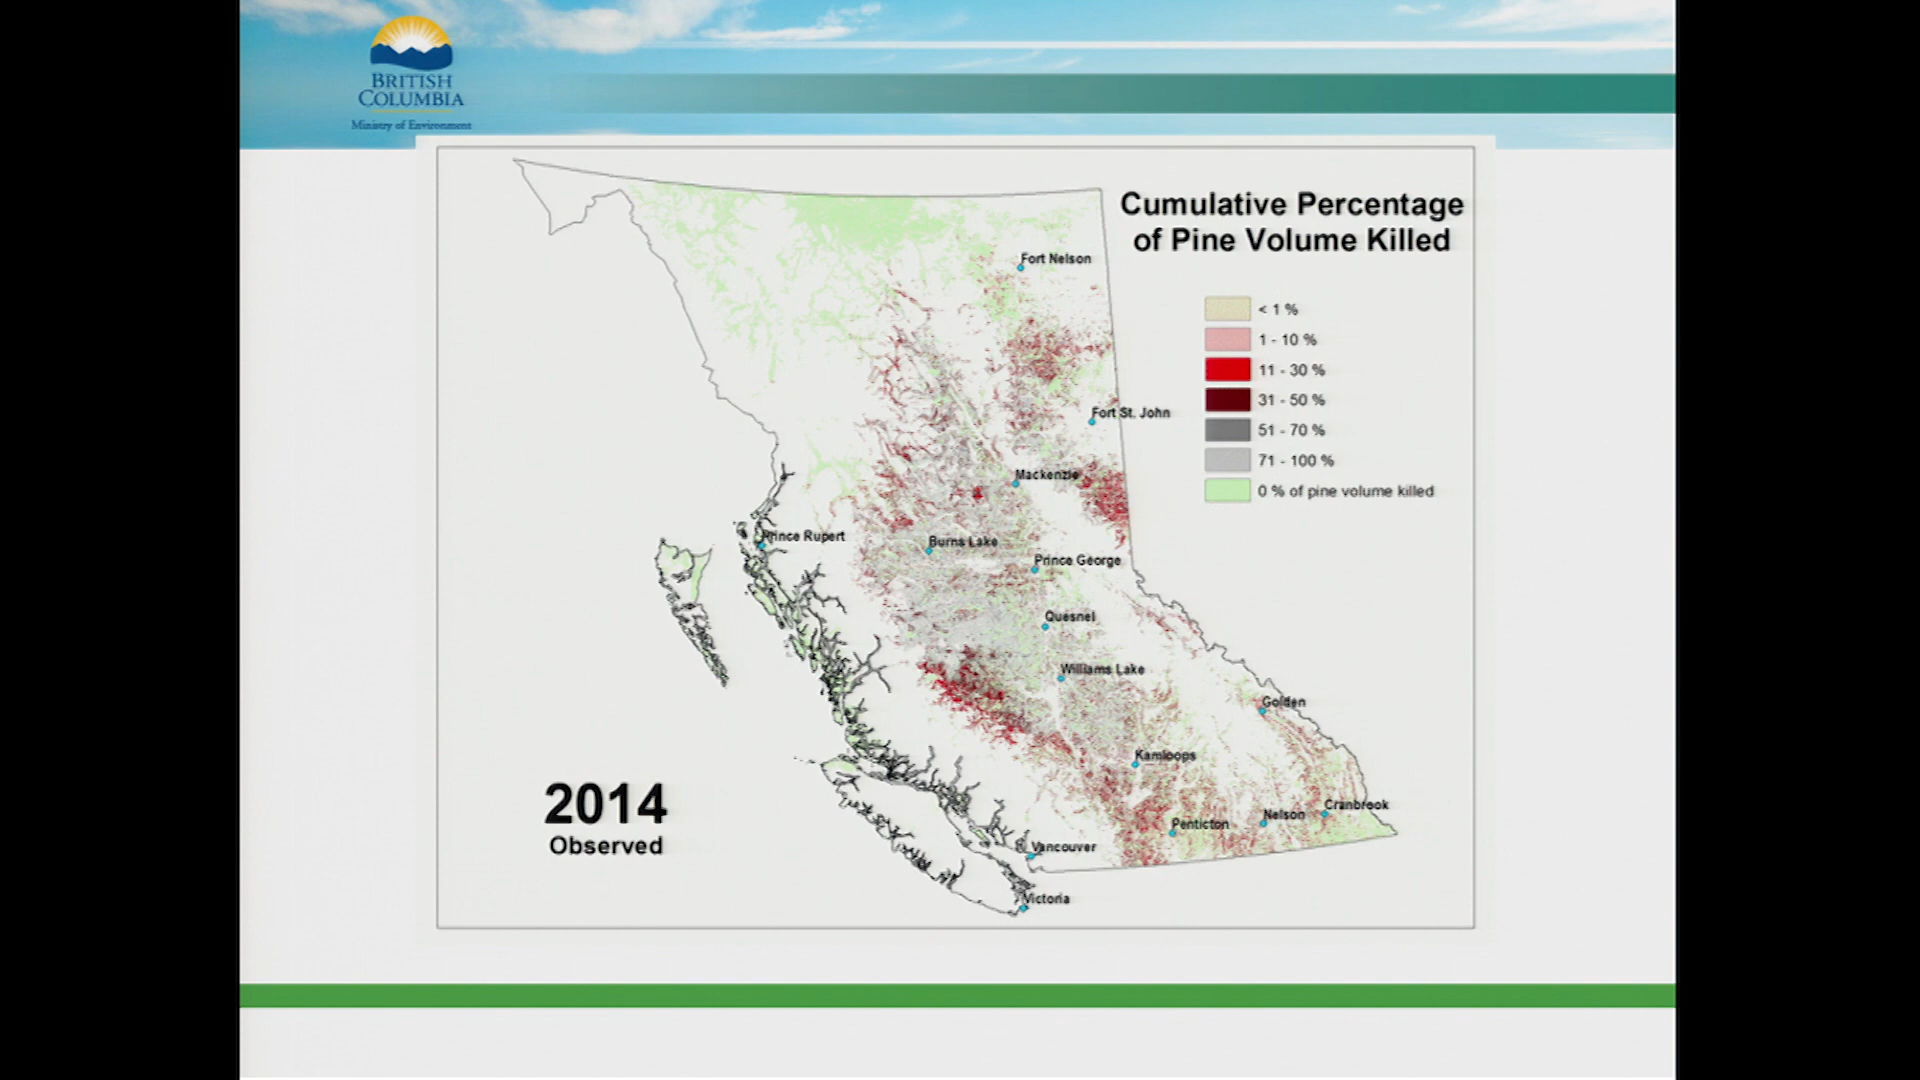 BRITISH
COLUMBIA
Ministry of Environment
Cumulative Percentage
of Pine Volume Killed
< 1 %
1 - 10 %
11 - 30 %
31 - 50 %
51 - 70 %
71 - 100 %
0 % of pine volume killed
Fort Nelson
Fort St. John
Mackenzie
Prince Rupert
Burns Lake
Prince George
Quesnel
Williams Lake
Golden
Kamloops
Cranbrook
Nelson
Penticton
Vancouver
Victoria
2014
Observed